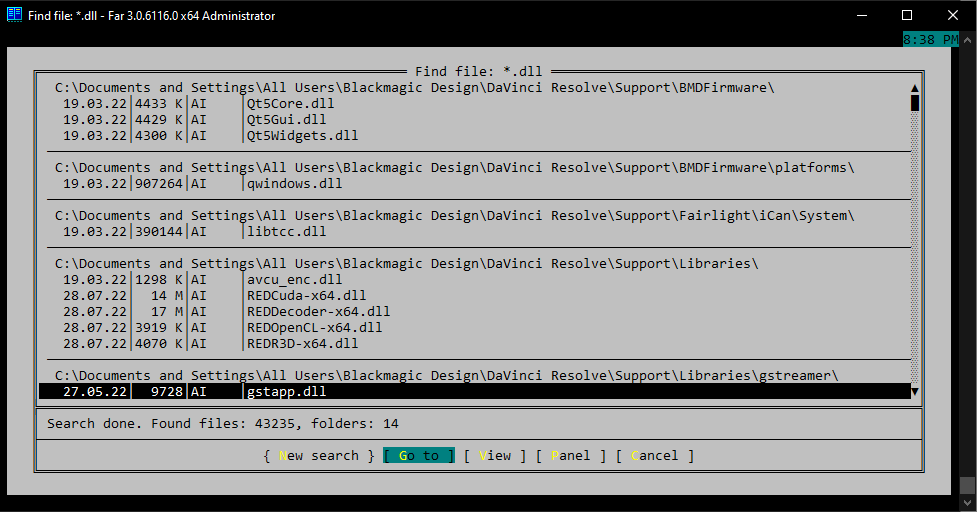 Find file: *.dll - Far 3.0.6116.0 x64 Administrator
8:38 PM
Find file: *.dll
C:\Documents and Settings\All Users\Blackmagic Design\DaVinci Resolve\Support\BMDFirmware\
19.03.22|4433 K|AI |Qt5Core.dll
19.03.22|4429 K|AI |Qt5Gui.dll
19.03.22|4300 K|AI |Qt5Widgets.dll
C:\Documents and Settings\All Users\Blackmagic Design\DaVinci Resolve\Support\BMDFirmware\platforms\
19.03.22|907264|AI |qwindows.dll
C:\Documents and Settings\All Users\Blackmagic Design\DaVinci Resolve\Support\Fairlight\iCan\System\
19.03.22|390144|AI |libtcc.dll
C:\Documents and Settings\All Users\Blackmagic Design\DaVinci Resolve\Support\Libraries\
19.03.22|1298 K|AI |avcu_enc.dll
28.07.22| 14 M|AI |REDCuda-x64.dll
28.07.22| 17 M|AI |REDDecoder-x64.dll
28.07.22|3919 K|AI |REDOpenCL-x64.dll
28.07.22|4070 K|AI |REDR3D-x64.dll
C:\Documents and Settings\All Users\Blackmagic Design\DaVinci Resolve\Support\Libraries\gstreamer\
27.05.22| 9728|AI |gstapp.dll
Search done. Found files: 43235, folders: 14
{ New search } [ Go to ] [ View ] [ Panel ] [ Cancel ]